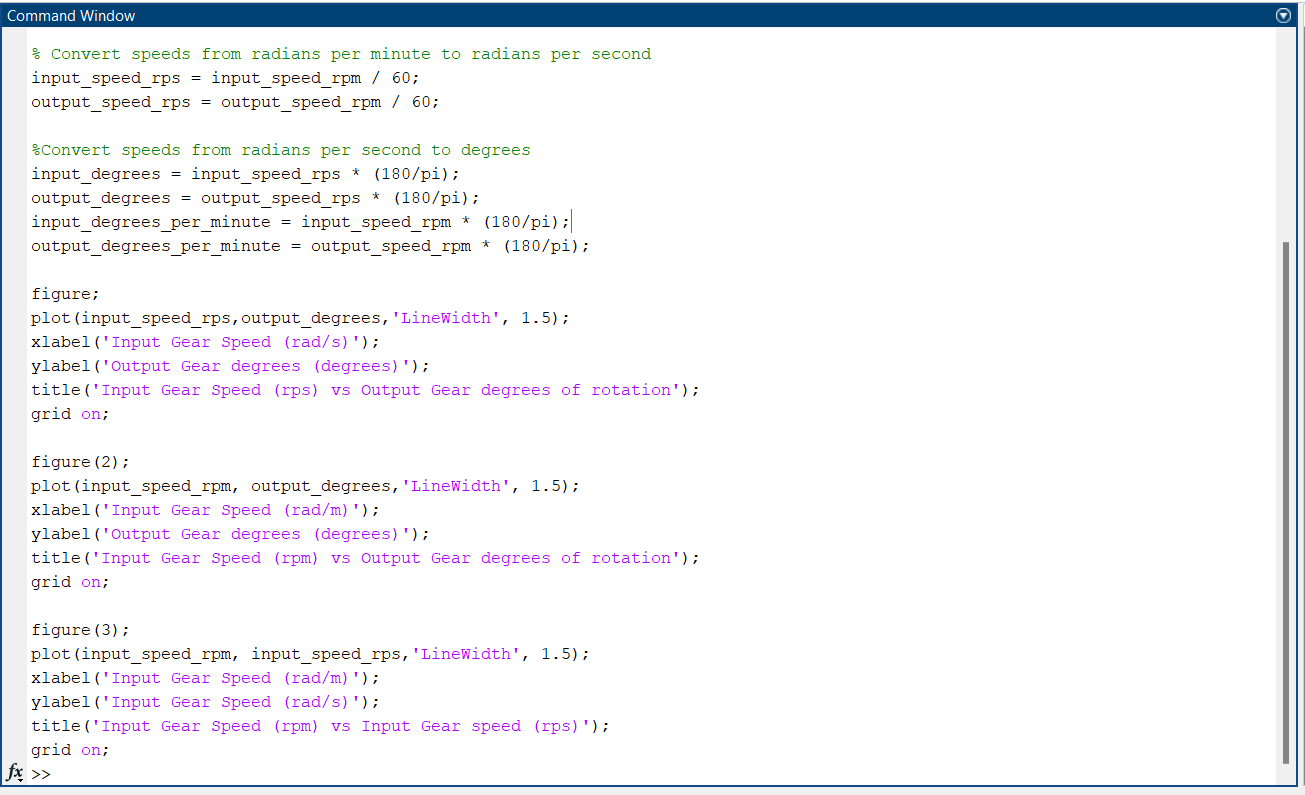 Command Window
% Convert speeds from radians per minute to radians per second
input_speed_rps = input_speed_rpm / 60;
output_speed_rps = output_speed_rpm / 60;
%Convert speeds from radians per second to degrees
input_degrees = input_speed_rps * (180/pi);
output_degrees = output_speed_rps * (180/pi);
input_degrees_per_minute = input_speed_rpm * (180/pi);
output_degrees_per_minute = output_speed_rpm * (180/pi);
figure;
plot(input_speed_rps,output_degrees,'LineWidth', 1.5);
xlabel('Input Gear Speed (rad/s)');
ylabel('Output Gear degrees (degrees)');
title('Input Gear Speed (rps) vs Output Gear degrees of rotation');
grid on;
figure(2);
plot(input_speed_rpm, output_degrees,'LineWidth', 1.5);
xlabel('Input Gear Speed (rad/m)');
ylabel('Output Gear degrees (degrees)');
title('Input Gear Speed (rpm) vs Output Gear degrees of rotation');
grid on;
figure(3);
plot(input_speed_rpm, input_speed_rps,'LineWidth', 1.5);
xlabel('Input Gear Speed (rad/m)');
ylabel('Input Gear Speed (rad/s)');
title('Input Gear Speed (rpm) vs Input Gear speed (rps)');
grid on;
fx >>